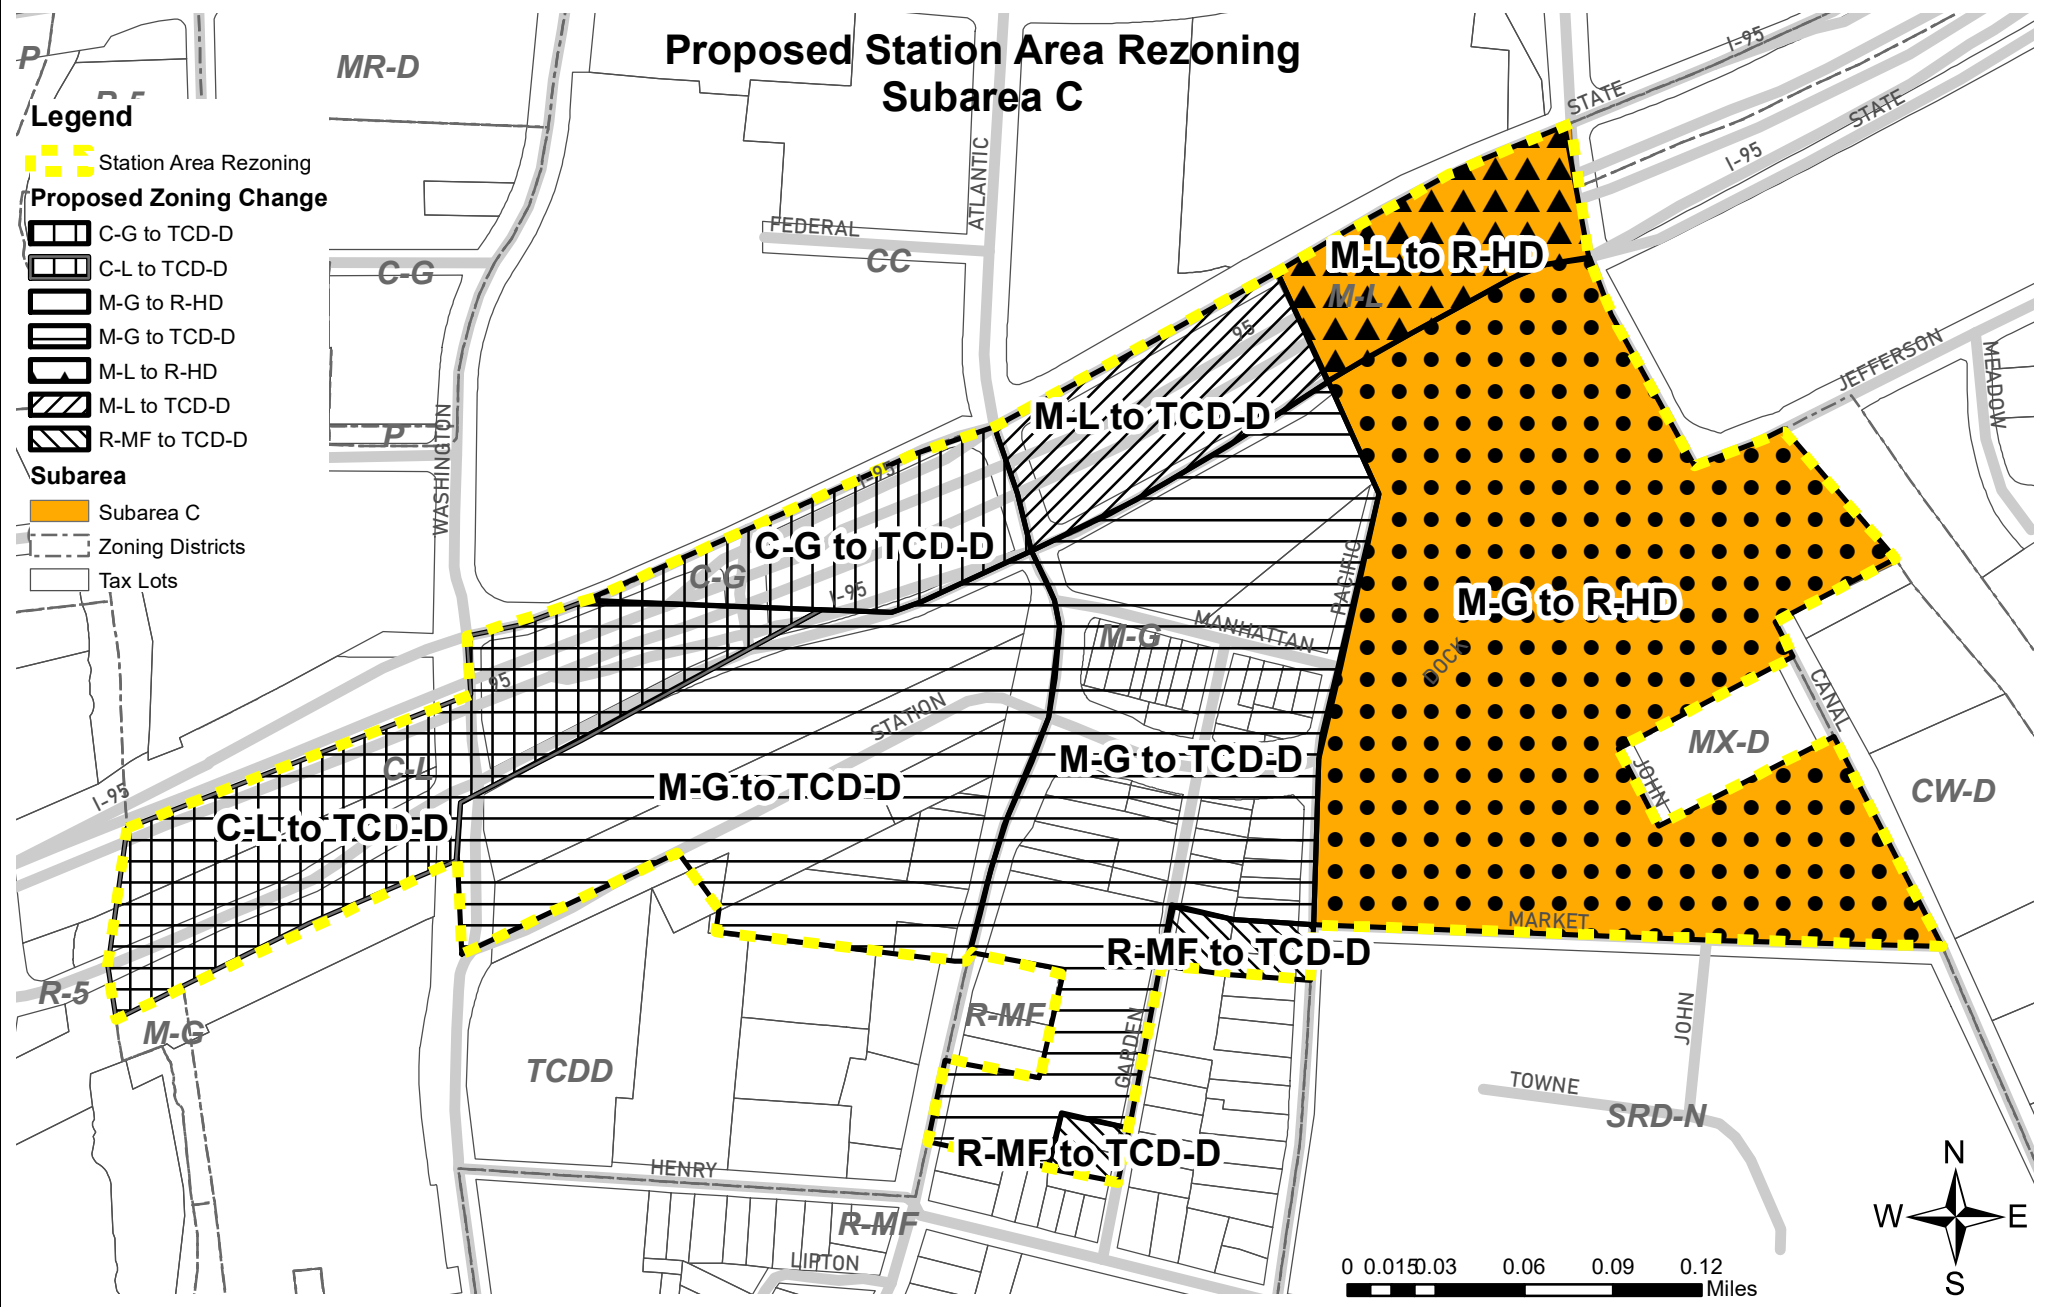 Proposed Station Area Rezoning
Subarea C
Legend
Station Area Rezoning
Proposed Zoning Change
C-G to TCD-D
C-L to TCD-D
M-G to R-HD
M-G to TCD-D
M-L to R-HD
M-L to TCD-D
R-MF to TCD-D
Subarea
Subarea C
Zoning Districts
Tax Lots
P
R-5
MR-D
ATLANTIC
FEDERAL
CC
C-G
P
WASHINGTON
STATE
I-95
STATE
I-95
M-L to R-HD
M-L
95
JEFFERSON
MEADOW
M-L to TCD-D
I-95
C-G to TCD-D
C-G
I-95
PACIFIC
MANHATTAN
M-G
M-G to R-HD
DOCK
CANAL
95
STATION
MX-D
JOHN
CW-D
C-L
I-95
C-L to TCD-D
M-G to TCD-D
M-G to TCD-D
MARKET
R-MF to TCD-D
R-5
M-G
R-MF
GARDEN
JOHN
TCDD
TOWNE
SRD-N
R-MF to TCD-D
HENRY
R-MF
LIPTON
N
W E
S
0 0.015 0.03 0.06 0.09 0.12
Miles